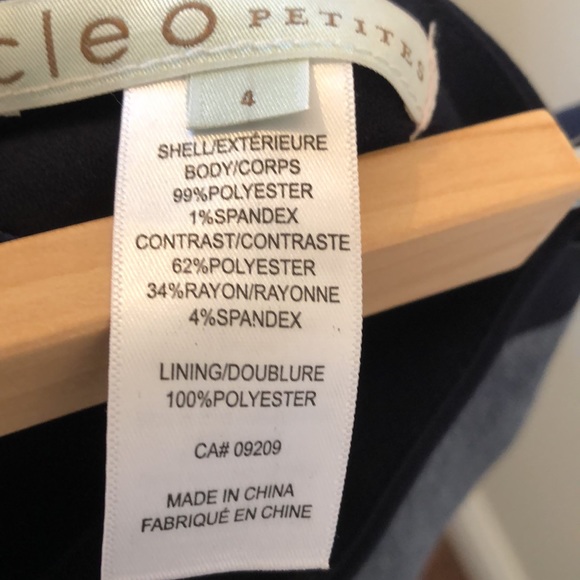 cleo PETITES
4
SHELL/EXTÉRIEURE
BODY/CORPS
99%POLYESTER
1%SPANDEX
CONTRAST/CONTRASTE
62%POLYESTER
34%RAYON/RAYONNE
4%SPANDEX
LINING/DOUBLURE
100%POLYESTER
CA# 09209
MADE IN CHINA
FABRIQUÉ EN CHINE